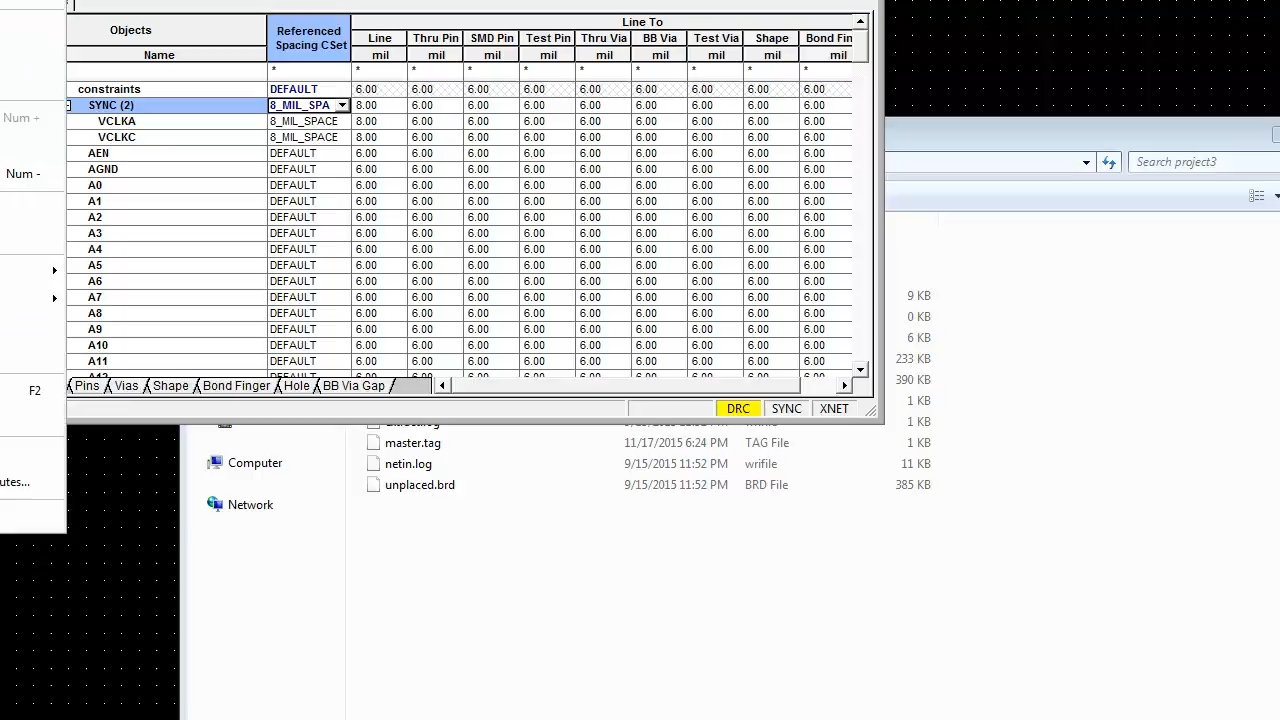 Objects Referenced Spacing CSet Line To
Line Thru Pin SMD Pin Test Pin Thru Via BB Via Test Via Shape Bond Fin
Name mil mil mil mil mil mil mil mil mil
* * * * * * * * * *
constraints DEFAULT 6.00 6.00 6.00 6.00 6.00 6.00 6.00 6.00 6.00
SYNC (2) 8_MIL_SPA 8.00 6.00 6.00 6.00 6.00 6.00 6.00 6.00 6.00
VCLKA 8_MIL_SPACE 8.00 6.00 6.00 6.00 6.00 6.00 6.00 6.00 6.00
VCLKC 8_MIL_SPACE 8.00 6.00 6.00 6.00 6.00 6.00 6.00 6.00 6.00
AEN DEFAULT 6.00 6.00 6.00 6.00 6.00 6.00 6.00 6.00 6.00
AGND DEFAULT 6.00 6.00 6.00 6.00 6.00 6.00 6.00 6.00 6.00
A0 DEFAULT 6.00 6.00 6.00 6.00 6.00 6.00 6.00 6.00 6.00
A1 DEFAULT 6.00 6.00 6.00 6.00 6.00 6.00 6.00 6.00
A2 DEFAULT 6.00 6.00 6.00 6.00 6.00 6.00 6.00 6.00 6.00
A3 DEFAULT 6.00 6.00 6.00 6.00 6.00 6.00 6.00 6.00 6.00
A4 DEFAULT 6.00 6.00 6.00 6.00 6.00 6.00 6.00 6.00 6.00
A5 DEFAULT 6.00 6.00 6.00 6.00 6.00 6.00 6.00 6.00 6.00
A6 DEFAULT 6.00 6.00 6.00 6.00 6.00 6.00 6.00 6.00 6.00
A7 DEFAULT 6.00 6.00 6.00 6.00 6.00 6.00 6.00 6.00 6.00
A8 DEFAULT 6.00 6.00 6.00 6.00 6.00 6.00 6.00 6.00 6.00
A9 DEFAULT 6.00 6.00 6.00 6.00 6.00 6.00 6.00 6.00 6.00
A10 DEFAULT 6.00 6.00 6.00 6.00 6.00 6.00 6.00 6.00 6.00
A11 DEFAULT 6.00 6.00 6.00 6.00 6.00 6.00 6.00 6.00 6.00
Pins Vias Shape Bond Finger Hole BB Via Gap
DRC SYNC XNET
Num +
Num -
F2
utes...
Search project3
9 KB
0 KB
6 KB
233 KB
390 KB
1 KB
1 KB
master.tag 11/17/2015 6:24 PM TAG File 1 KB
Computer
netin.log 9/15/2015 11:52 PM wrifile 11 KB
unplaced.brd 9/15/2015 11:52 PM BRD File 385 KB
Network